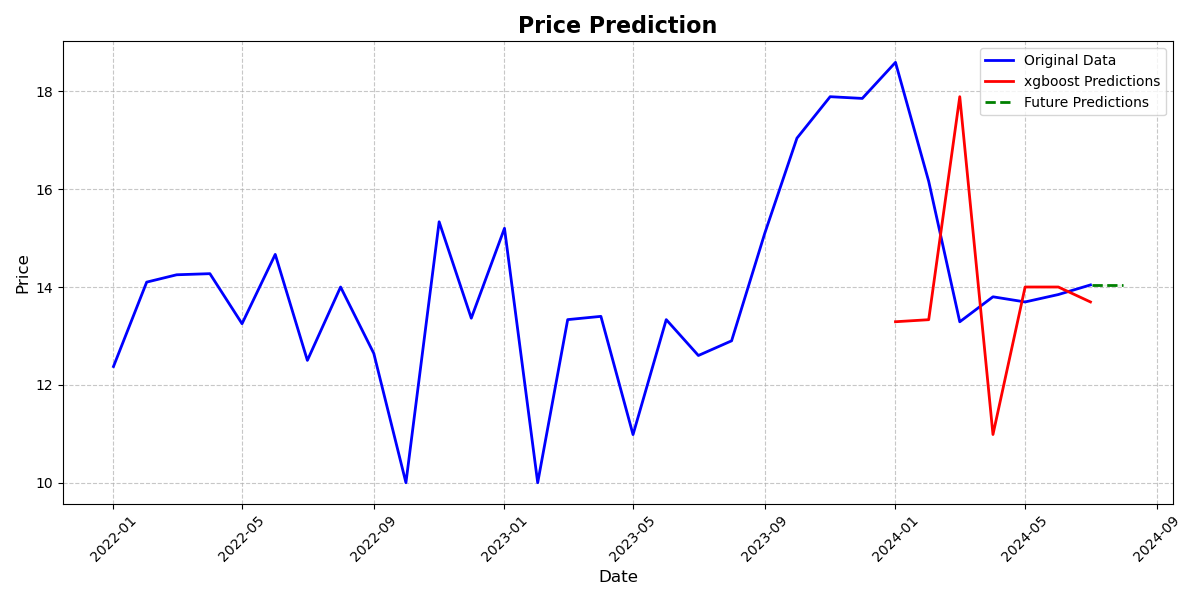 Price Prediction
Original Data
xgboost Predictions
Future Predictions
Price
18
16
14
12
10
2022-01
2022-05
2022-09
2023-01
2023-05
2023-09
2024-01
2024-05
2024-09
Date